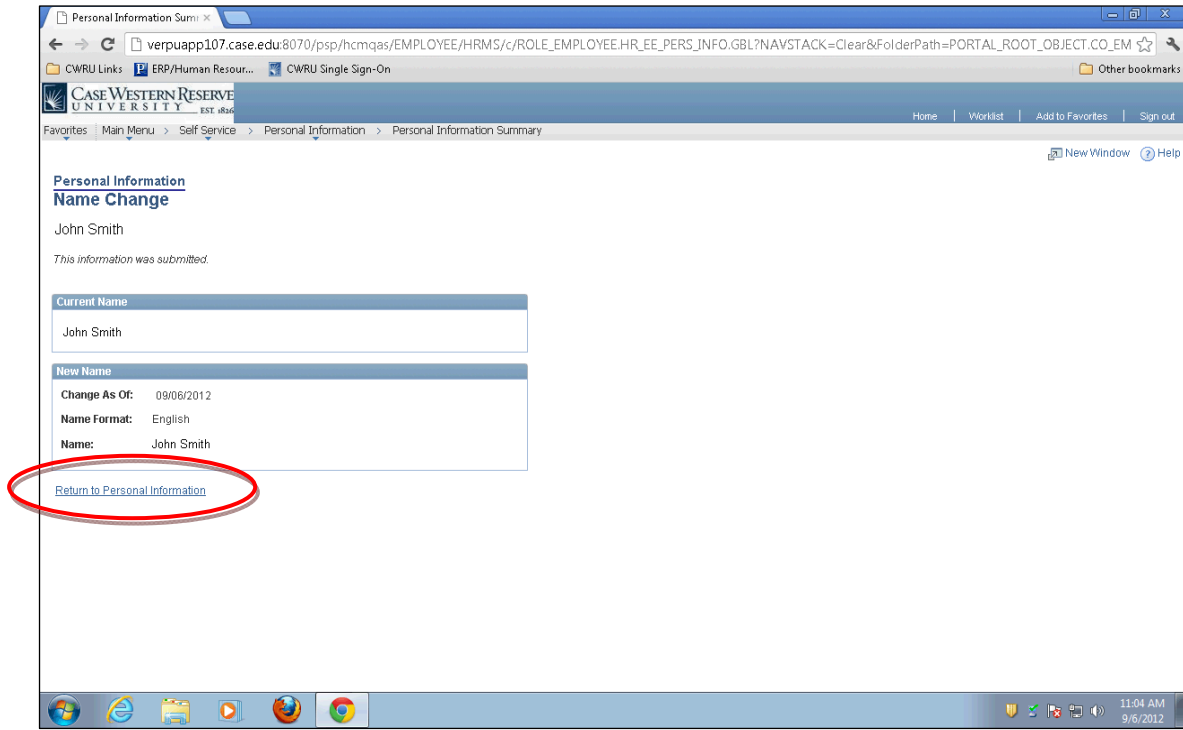 Personal Information Sum
verpuapp107.case.edu:8070/psp/hcmqas/EMPLOYEE/HRMS/c/ROLE_EMPLOYEE.HR_EE_PERS_INFO.GBL?NAVSTACK=Clear&FolderPath=PORTAL_ROOT_OBJECT.CO_EM
CWRU Links ERP/Human Resour... CWRU Single Sign-On Other bookmarks
CASE WESTERN RESERVE
UNIVERSITY EST. 1826
Home | Worklist | Add to Favorites | Sign out
Favorites Main Menu > Self Service > Personal Information > Personal Information Summary
New Window ? Help
Personal Information
Name Change
John Smith
This information was submitted.
Current Name
John Smith
New Name
Change As Of: 09/06/2012
Name Format: English
Name: John Smith
Return to Personal Information
11:04 AM
9/6/2012